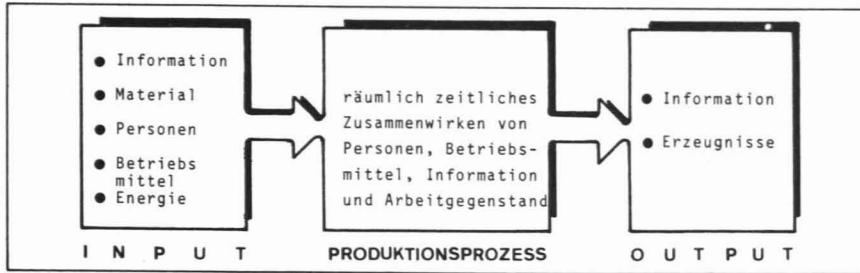 ● Information
● Material
● Personen
● Betriebs
mittel
● Energie
I N P U T
räumlich zeitliches
Zusammenwirken von
Personen, Betriebs-
mittel, Information
und Arbeitgegenstand
PRODUKTIONSPROZESS
● Information
● Erzeugnisse
O U T P U T